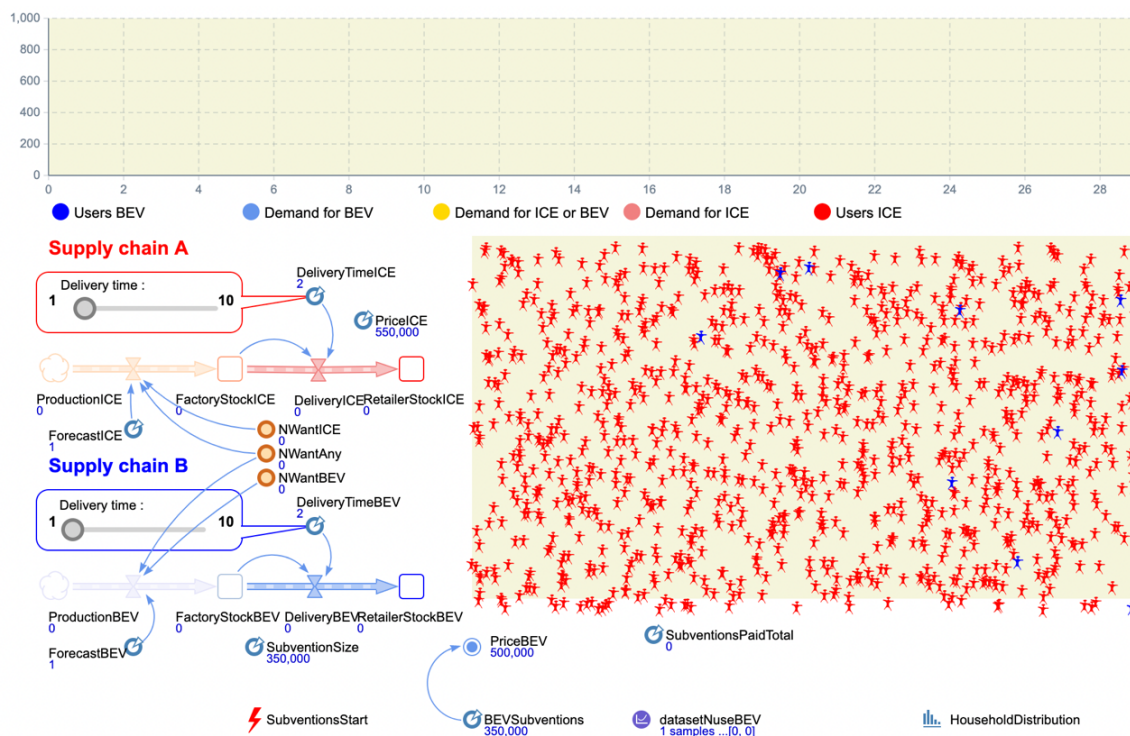 1,000
800
600
400
200
0
0 2 4 6 8 10 12 14 16 18 20 22 24 26 28
Users BEV Demand for BEV Demand for ICE or BEV Demand for ICE Users ICE
Supply chain A
Delivery time :
1 10
DeliveryTimeICE
2
PriceICE
550,000
ProductionICE
0
FactoryStockICE
0
DeliveryICE
0
RetailerStockICE
0
ForecastICE
1
NWantICE
0
NWantAny
0
NWantBEV
0
Supply chain B
Delivery time :
1 10
DeliveryTimeBEV
2
ProductionBEV
0
FactoryStockBEV
0
DeliveryBEV
0
RetailerStockBEV
0
ForecastBEV
1
SubventionSize
350,000
PriceBEV
500,000
SubventionsPaidTotal
0
SubventionsStart
BEVSubventions
350,000
datasetNuseBEV
1 samples ...[0, 0]
HouseholdDistribution